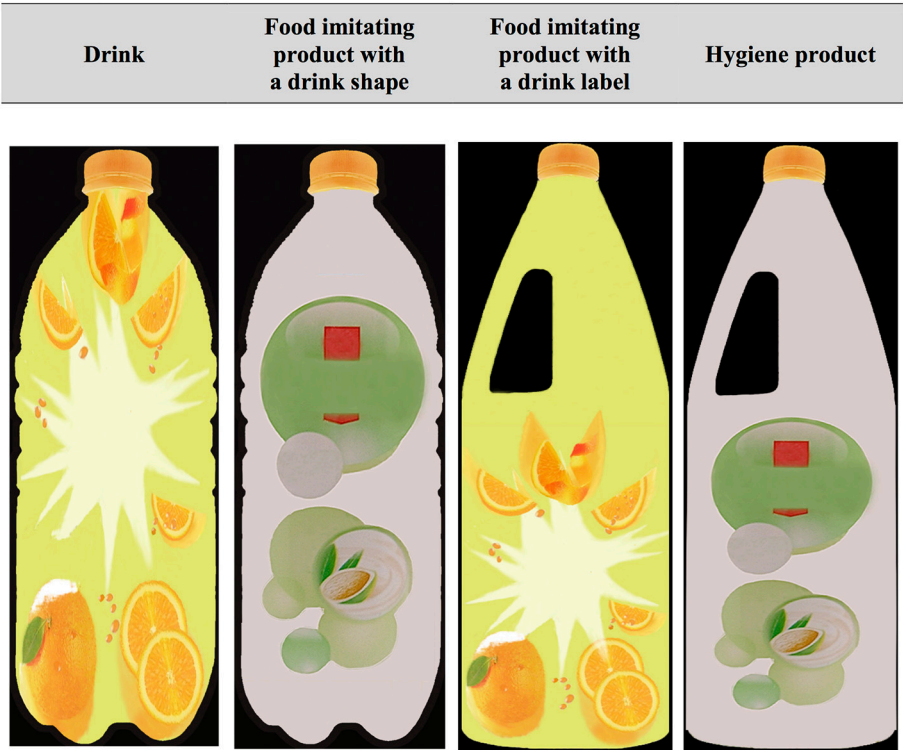 Drink
Food imitating
product with
a drink shape
Food imitating
product with
a drink label
Hygiene product